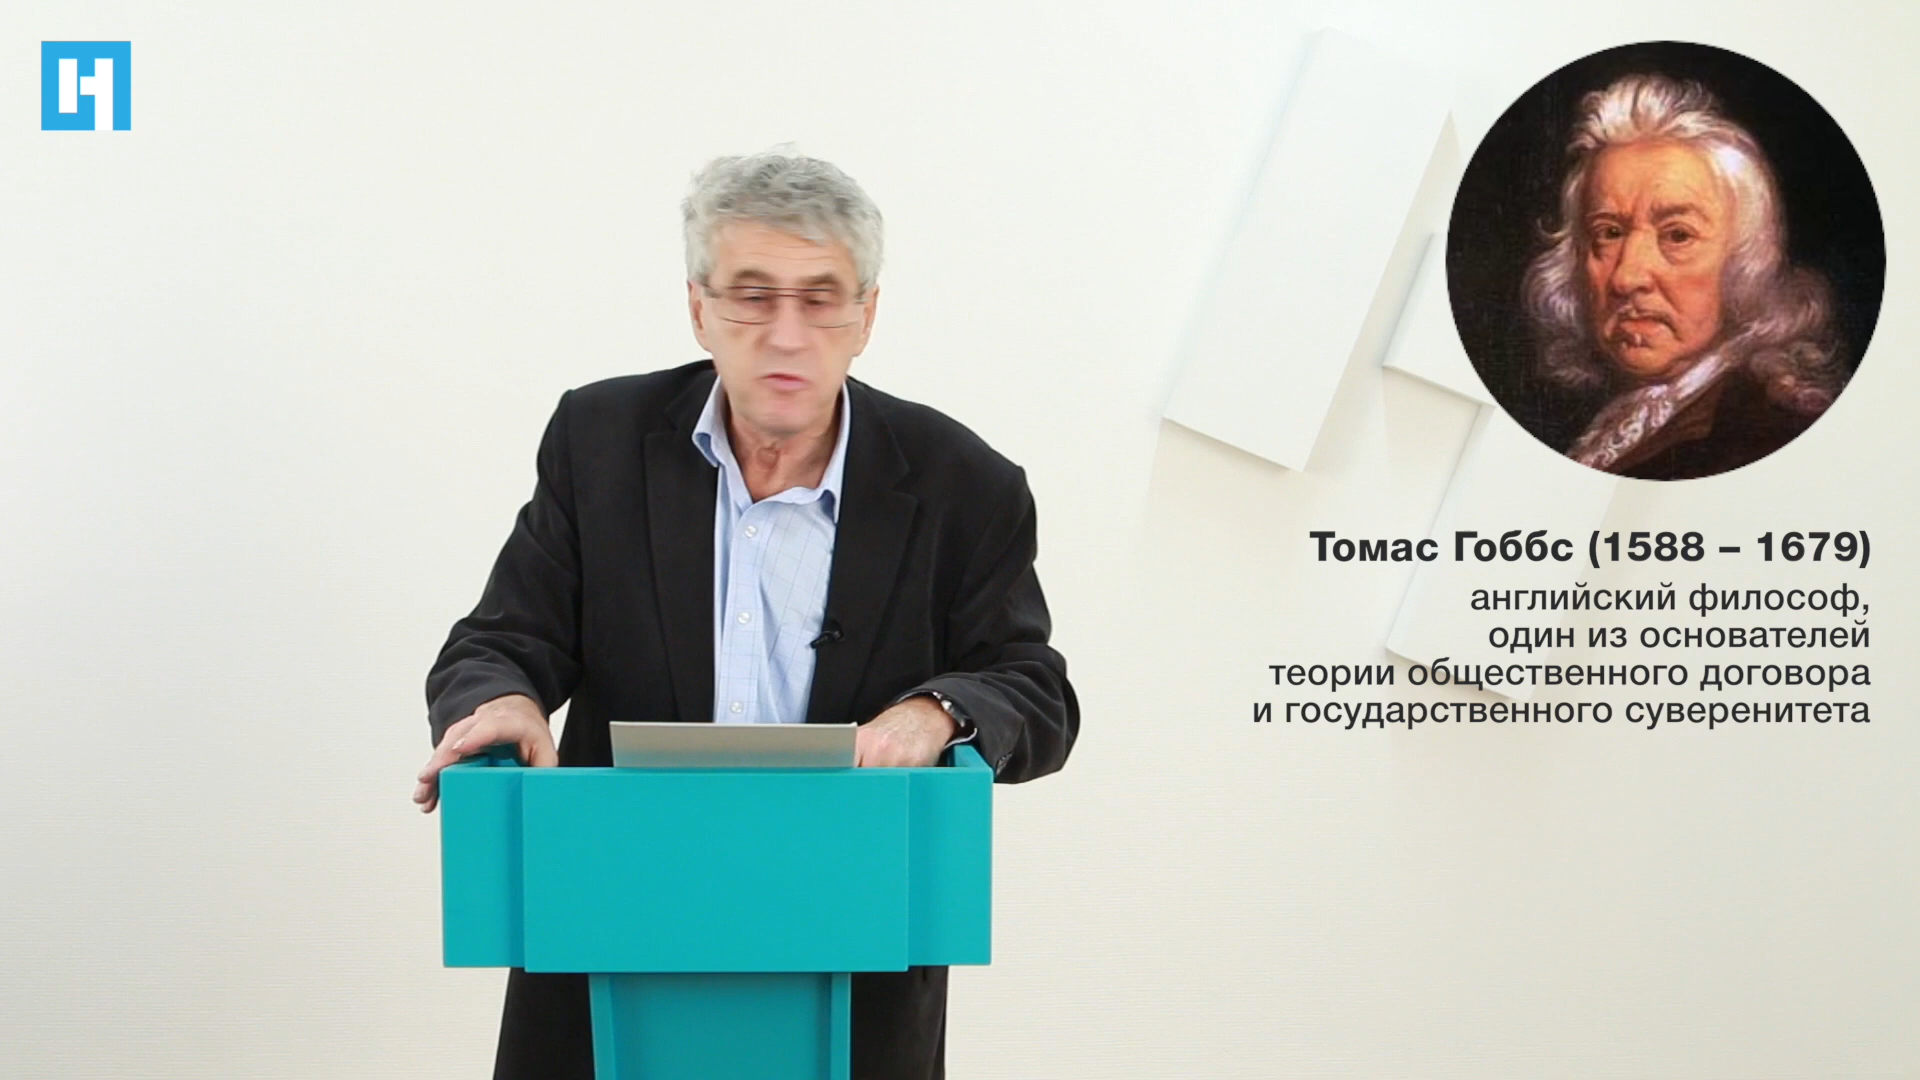 Томас Гоббс (1588 – 1679)
английский философ,
один из основателей
теории общественного договора
и государственного суверенитета